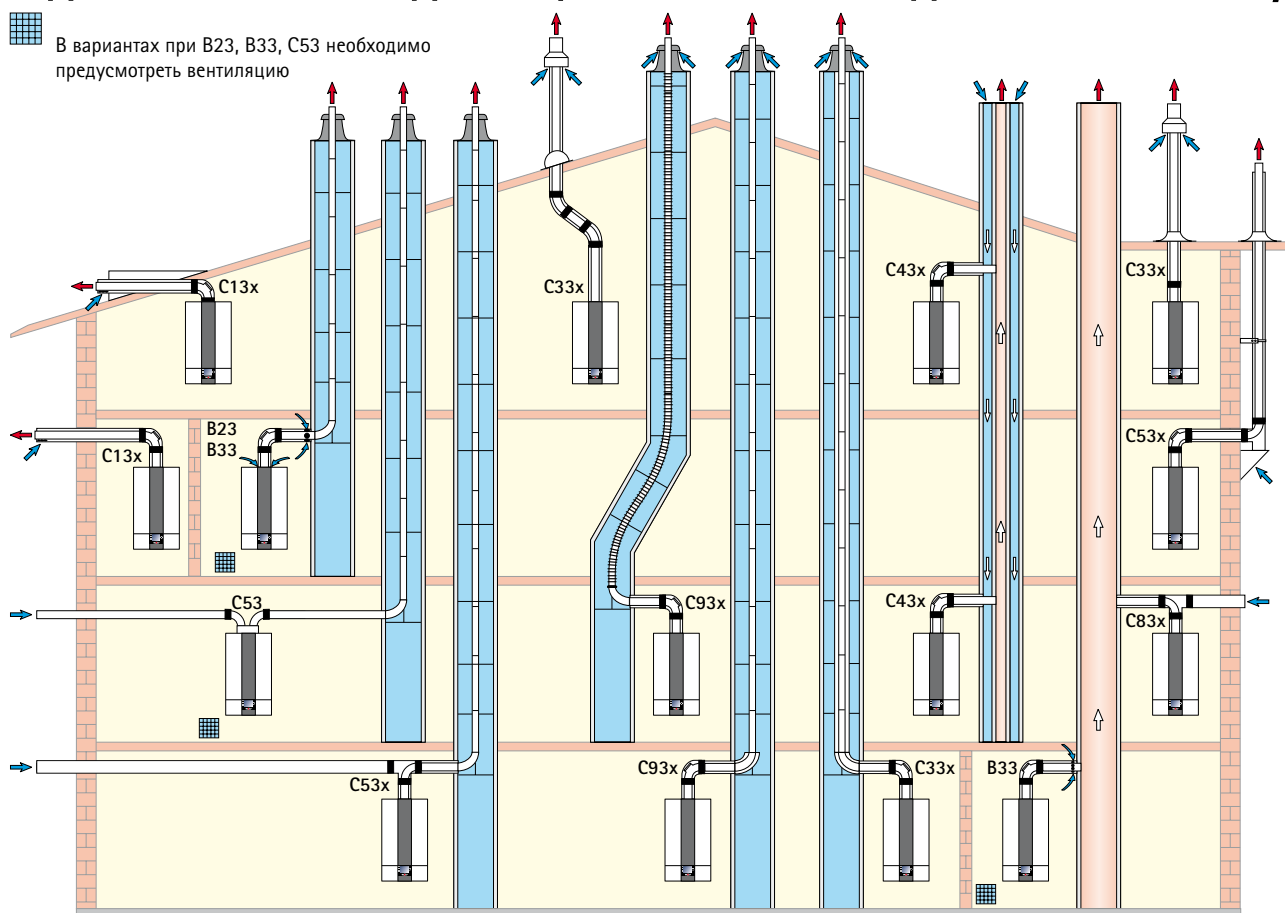 В вариантах при B23, B33, C53 необходимо
предусмотреть вентиляцию
C13x
C33x
C43x
C33x
C13x
B23
B33
C53x
C53
C93x
C43x
C83x
C53x
C93x
C33x
B33